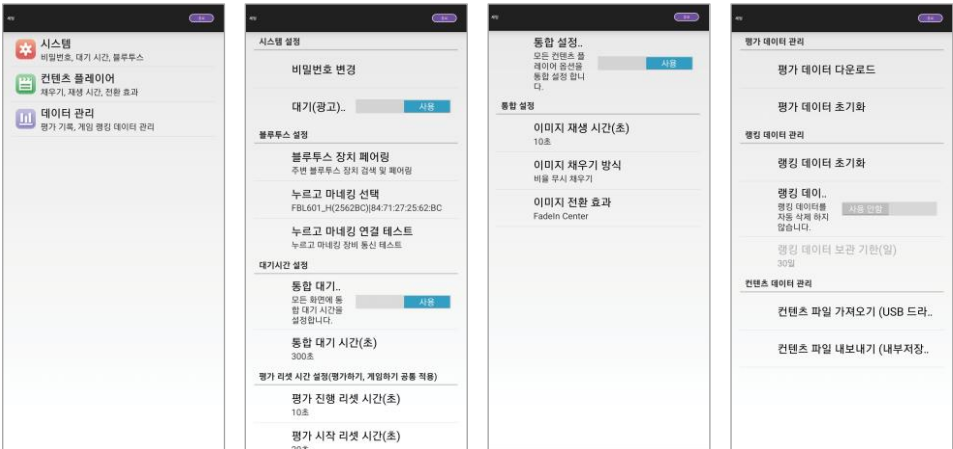 시스템
비밀번호, 대기 시간, 블루투스
컨텐츠 플레이어
채우기, 재생 시간, 전환 효과
데이터 관리
평가 기록, 게임 랭킹 데이터 관리
시스템 설정
비밀번호 변경
대기(광고).. 사용
블루투스 설정
블루투스 장치 페어링
주변 블루투스 장치 검색 및 페어링
누르고 마네킹 선택
FBL601_H(2562BC)|84:71:27:25:62:BC
누르고 마네킹 연결 테스트
누르고 마네킹 장비 통신 테스트
대기시간 설정
통합 대기..
모든 화면에 통
합 대기 시간을
설정합니다.
사용
통합 대기 시간(초)
300초
평가 리셋 시간 설정(평가하기, 게임하기 공통 적용)
평가 진행 리셋 시간(초)
10초
평가 시작 리셋 시간(초)
통합 설정..
모든 컨텐츠 플
레이어 옵션을
통합 설정 합니
다.
사용
통합 설정
이미지 재생 시간(초)
10초
이미지 채우기 방식
비율 무시 채우기
이미지 전환 효과
FadeIn Center
평가 데이터 관리
평가 데이터 다운로드
평가 데이터 초기화
랭킹 데이터 관리
랭킹 데이터 초기화
랭킹 데이..
랭킹 데이터를
자동 삭제 하지
않습니다.
사용 안함
랭킹 데이터 보관 기한(일)
30일
컨텐츠 데이터 관리
컨텐츠 파일 가져오기 (USB 드라..
컨텐츠 파일 내보내기 (내부저장..